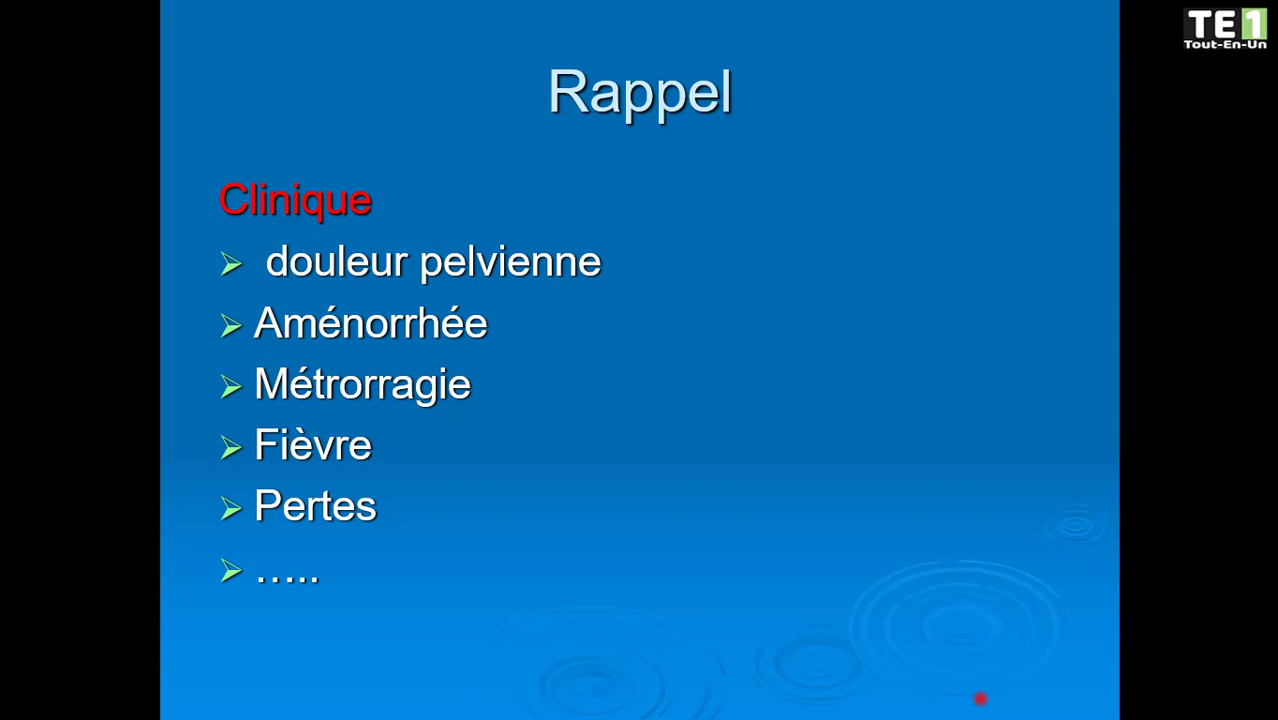 TE1
Tout-En-Un
Rappel
Clinique
douleur pelvienne
Aménorrhée
Métrorragie
Fièvre
Pertes
…..